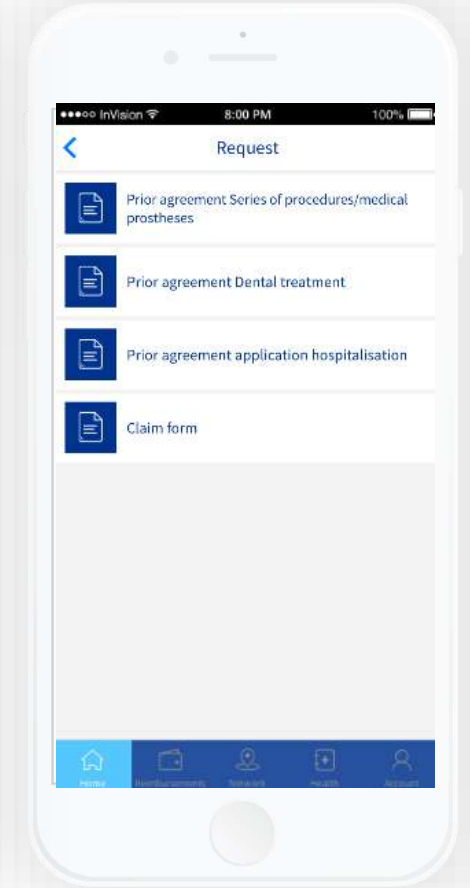 InVision 8:00 PM 100%
Request
Prior agreement Series of procedures/medical
prostheses
Prior agreement Dental treatment
Prior agreement application hospitalisation
Claim form
Home Reimbursements Network Health Account